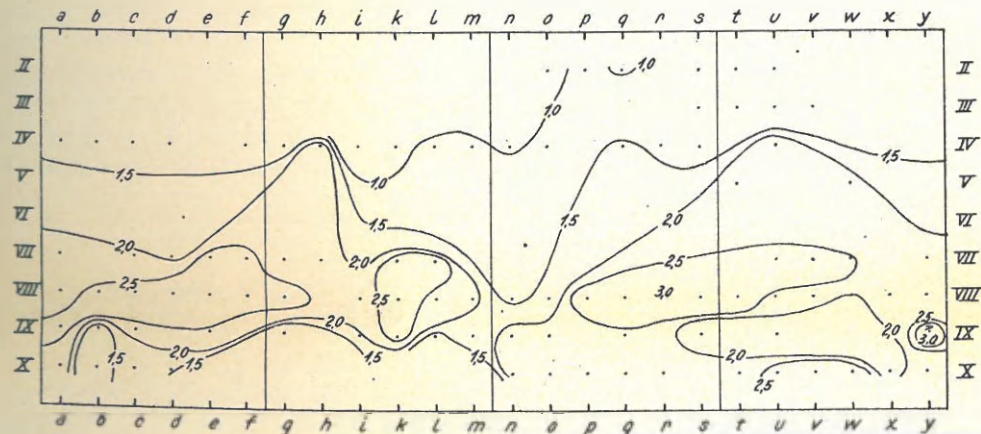 a b c d e f g h i k l m n o p q r s t u v w x y
II 1,0 II
III 1,0 III
IV 1,5 1,0 1,5 IV
V V
VI 1,5 1,5 2,0 VI
VII 2,0 2,0 2,5 VII
VIII 2,5 2,5 3,0 VIII
IX 2,0 2,0 2,5 3,0 IX
X 1,5 2,0 1,5 1,5 1,5 2,0 2,5 X
a b c d e f g h i k l m n o p q r s t u v w x y